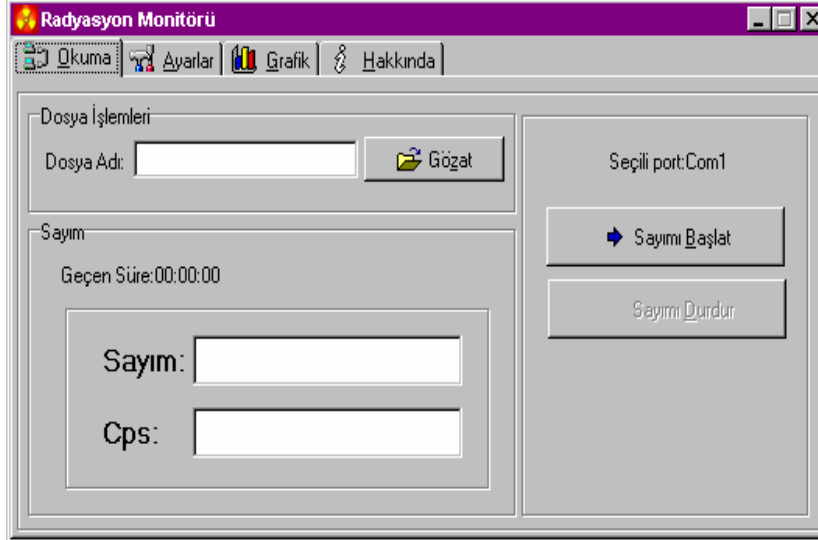 Radyasyon Monitörü
Okuma Ayarlar Grafik Hakkında
Dosya İşlemleri
Dosya Adı: Gözat
Seçili port:Com1
Sayım
Sayımı Başlat
Geçen Süre:00:00:00
Sayımı Durdur
Sayım:
Cps: